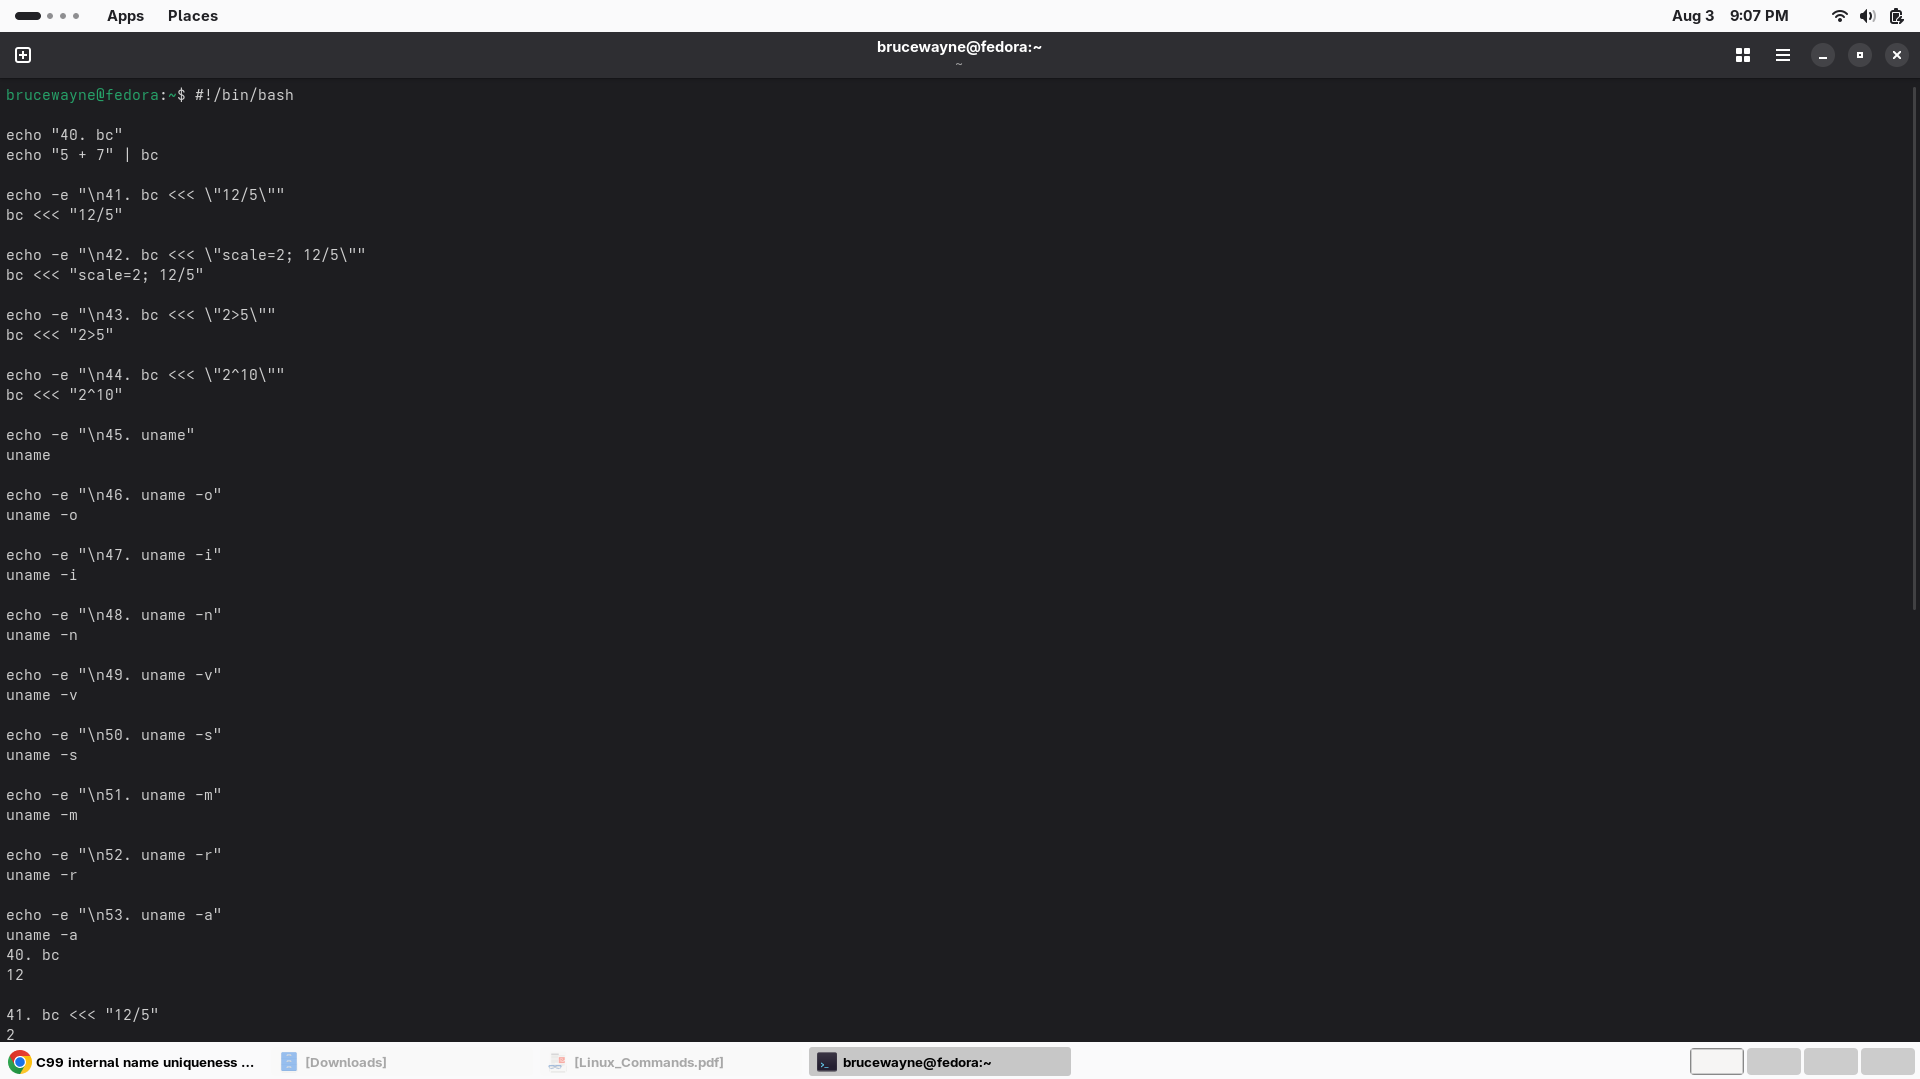 Apps Places Aug 3 9:07 PM
brucewayne@fedora:~
~
brucewayne@fedora:~$ #!/bin/bash
echo "40. bc"
echo "5 + 7" | bc
echo -e "\n41. bc <<< \"12/5\""
bc <<< "12/5"
echo -e "\n42. bc <<< \"scale=2; 12/5\""
bc <<< "scale=2; 12/5"
echo -e "\n43. bc <<< \"2>5\""
bc <<< "2>5"
echo -e "\n44. bc <<< \"2^10\""
bc <<< "2^10"
echo -e "\n45. uname"
uname
echo -e "\n46. uname -o"
uname -o
echo -e "\n47. uname -i"
uname -i
echo -e "\n48. uname -n"
uname -n
echo -e "\n49. uname -v"
uname -v
echo -e "\n50. uname -s"
uname -s
echo -e "\n51. uname -m"
uname -m
echo -e "\n52. uname -r"
uname -r
echo -e "\n53. uname -a"
uname -a
40. bc
12
41. bc <<< "12/5"
2
C99 internal name uniqueness ... [Downloads] [Linux_Commands.pdf] brucewayne@fedora:~